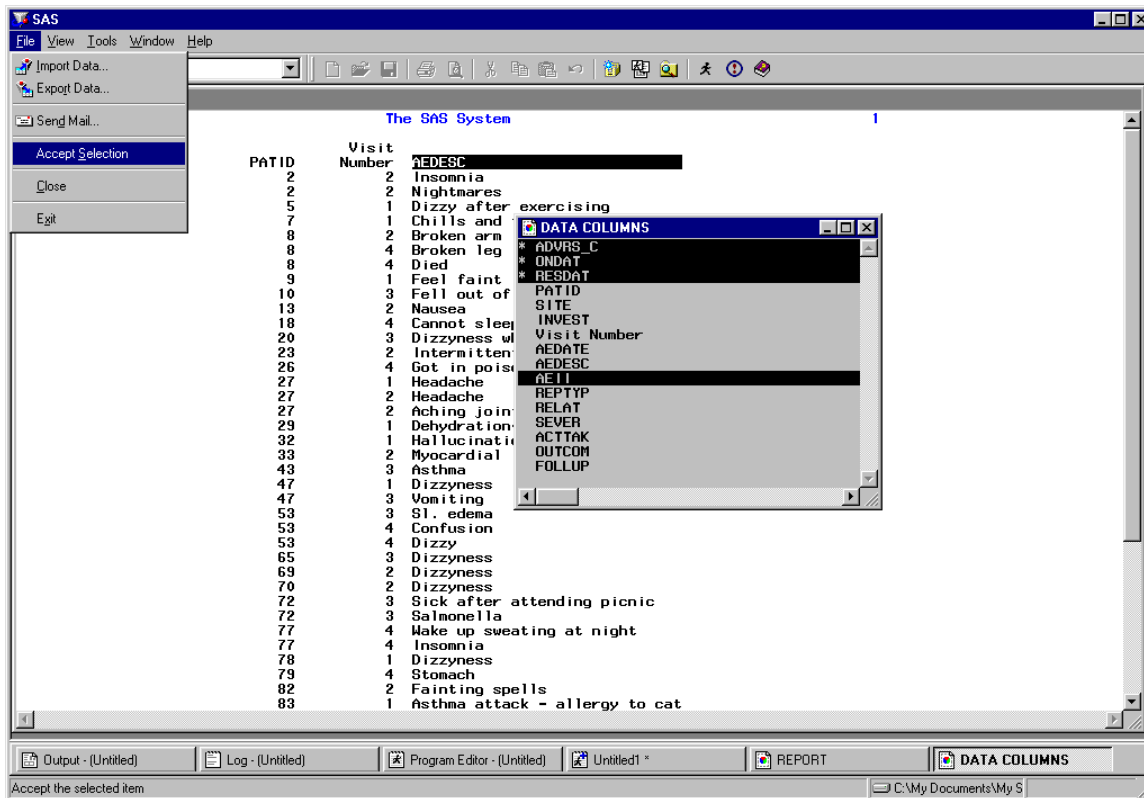 SAS
File View Tools Window Help
Import Data...
Export Data...
Send Mail...
Accept Selection
Close
Exit
The SAS System 1
Visit
PATID Number AEDESC
2 2 Insomnia
2 2 Nightmares
5 1 Dizzy after exercising
7 1 Chills and
8 2 Broken arm
8 4 Broken leg
8 4 Died
9 1 Feel faint
10 3 Fell out of
13 2 Nausea
18 4 Cannot sleep
20 3 Dizzyness wh
23 2 Intermitten
26 4 Got in pois
27 1 Headache
27 2 Headache
27 2 Aching join
29 1 Dehydration
32 1 Hallucinati
33 2 Myocardial
43 3 Asthma
47 1 Dizzyness
47 3 Vomiting
53 3 Sl. edema
53 4 Confusion
53 4 Dizzy
65 3 Dizzyness
69 2 Dizzyness
70 2 Dizzyness
72 3 Sick after attending picnic
72 3 Salmonella
77 4 Wake up sweating at night
77 4 Insomnia
78 1 Dizzyness
79 4 Stomach
82 2 Fainting spells
83 1 Asthma attack - allergy to cat
DATA COLUMNS
* ADVRS_C
* ONDAT
* RESDAT
PATID
SITE
INVEST
Visit Number
AEDATE
AEDESC
AEII
REPTYP
RELAT
SEVER
ACTTAK
OUTCOM
FOLLUP
Output - (Untitled) Log - (Untitled) Program Editor - (Untitled) Untitled1 * REPORT DATA COLUMNS
Accept the selected item C:\My Documents\My S